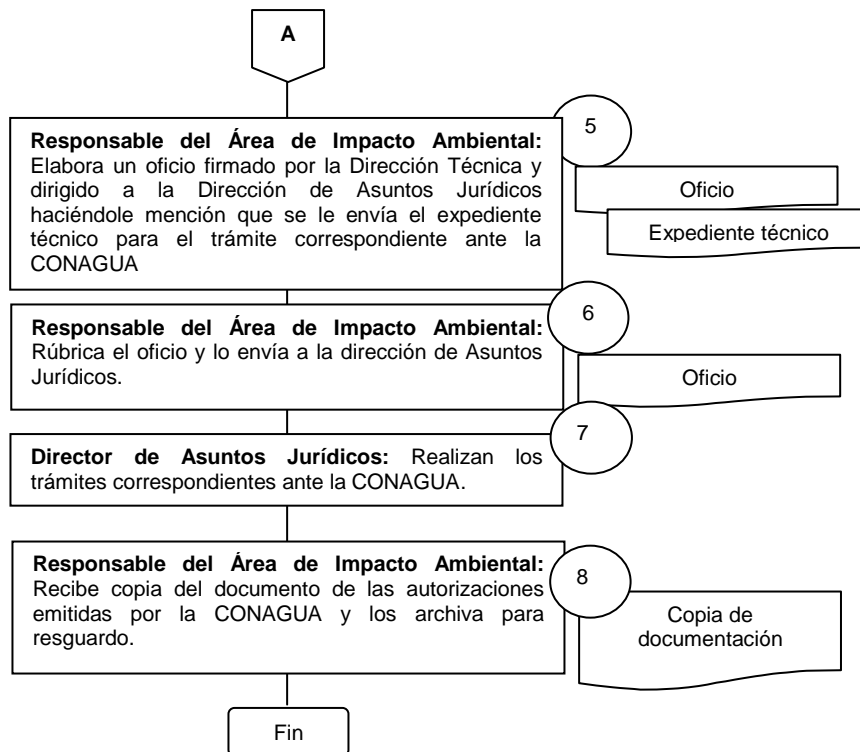 A
Responsable del Área de Impacto Ambiental:
Elabora un oficio firmado por la Dirección Técnica y
dirigido a la Dirección de Asuntos Jurídicos
haciéndole mención que se le envía el expediente
técnico para el trámite correspondiente ante la
CONAGUA
5
Oficio
Expediente técnico
Responsable del Área de Impacto Ambiental:
Rúbrica el oficio y lo envía a la dirección de Asuntos
Jurídicos.
6
Oficio
Director de Asuntos Jurídicos: Realizan los
trámites correspondientes ante la CONAGUA.
7
Responsable del Área de Impacto Ambiental:
Recibe copia del documento de las autorizaciones
emitidas por la CONAGUA y los archiva para
resguardo.
8
Copia de
documentación
Fin